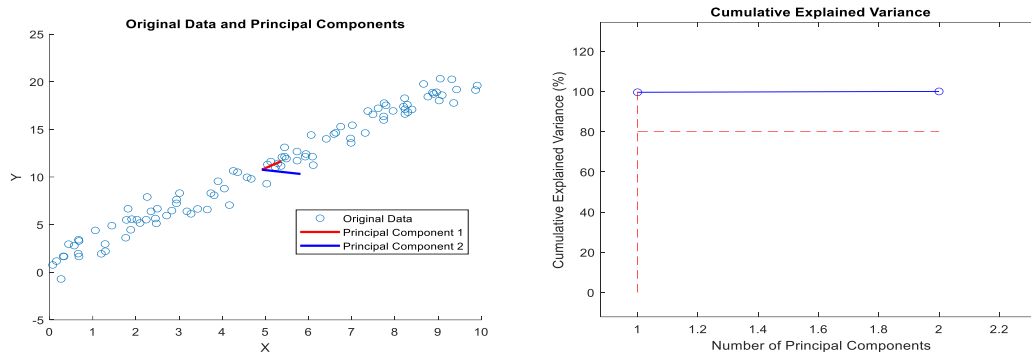 Original Data and Principal Components
25
20
15
10
5
0
-5
Y
0 1 2 3 4 5 6 7 8 9 10
X
Original Data
Principal Component 1
Principal Component 2
Cumulative Explained Variance
120
100
80
60
40
20
0
Cumulative Explained Variance (%)
1 1.2 1.4 1.6 1.8 2 2.2
Number of Principal Components